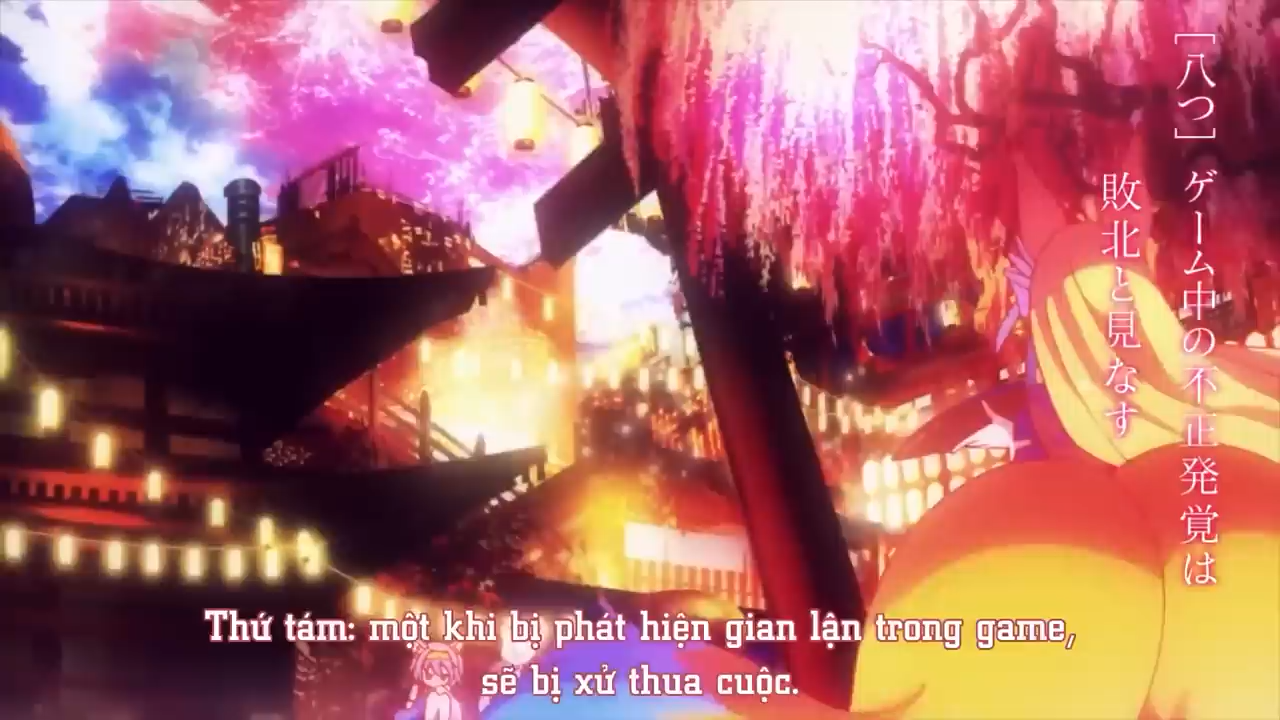 ［八つ］ゲーム中の不正発覚は
敗北と見なす
Thứ tám: một khi bị phát hiện gian lận trong game,
sẽ bị xử thua cuộc.